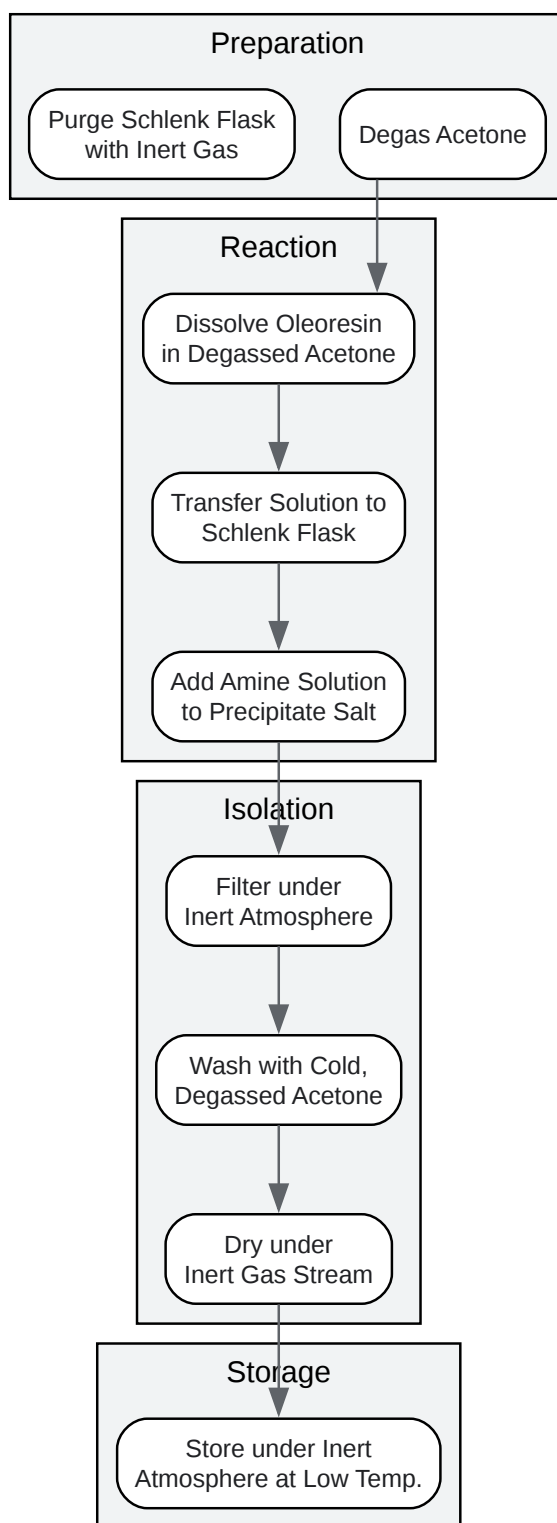 Preparation
Purge Schlenk Flask
with Inert Gas
Degas Acetone
Reaction
Dissolve Oleoresin
in Degassed Acetone
Transfer Solution to
Schlenk Flask
Add Amine Solution
to Precipitate Salt
Isolation
Filter under
Inert Atmosphere
Wash with Cold,
Degassed Acetone
Dry under
Inert Gas Stream
Storage
Store under Inert
Atmosphere at Low Temp.